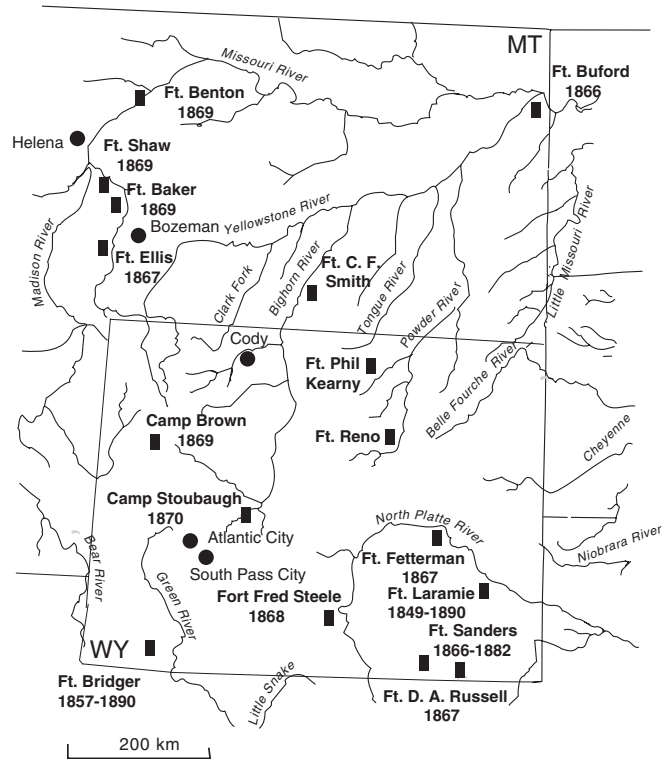 MT
Missouri River
Ft. Buford
1866
Ft. Benton
1869
Helena
Ft. Shaw
1869
Ft. Baker
1869
Bozeman
Yellowstone River
Madison River
Ft. Ellis
1867
Clark Fork
Bighorn River
Ft. C. F.
Smith
Tongue River
Powder River
Little Missouri River
Cody
Ft. Phil
Kearny
Belle Fourche River
Camp Brown
1869
Ft. Reno
Cheyenne
Camp Stoubaugh
1870
North Platte River
Atlantic City
Bear River
South Pass City
Green River
Ft. Fetterman
1867
Niobrara River
Fort Fred Steele
1868
Ft. Laramie
1849-1890
Ft. Sanders
1866-1882
WY
Ft. Bridger
1857-1890
Little Snake
Ft. D. A. Russell
1867
200 km